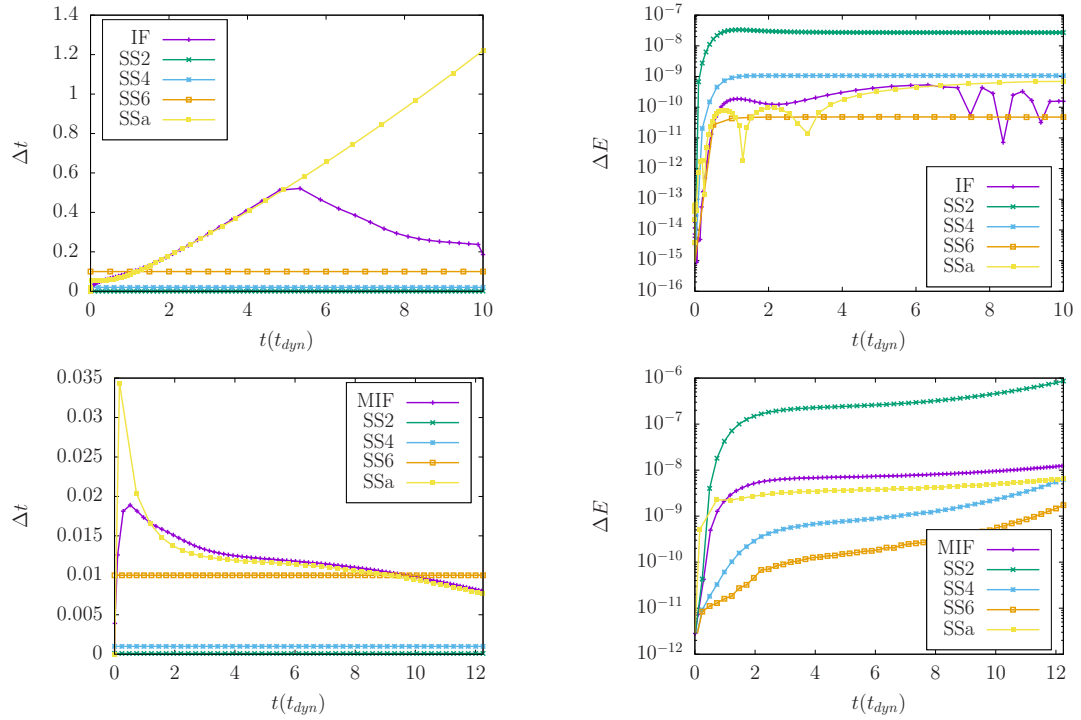 1.4
1.2
1
0.8
0.6
0.4
0.2
0
Δt
0 2 4 6 8 10
t(t_dyn)
IF
SS2
SS4
SS6
SSa
10^−7
10^−8
10^−9
10^−10
10^−11
10^−12
10^−13
10^−14
10^−15
10^−16
ΔE
0 2 4 6 8 10
t(t_dyn)
IF
SS2
SS4
SS6
SSa
0.035
0.03
0.025
0.02
0.015
0.01
0.005
0
Δt
0 2 4 6 8 10 12
t(t_dyn)
MIF
SS2
SS4
SS6
SSa
10^−6
10^−7
10^−8
10^−9
10^−10
10^−11
10^−12
ΔE
0 2 4 6 8 10 12
t(t_dyn)
MIF
SS2
SS4
SS6
SSa